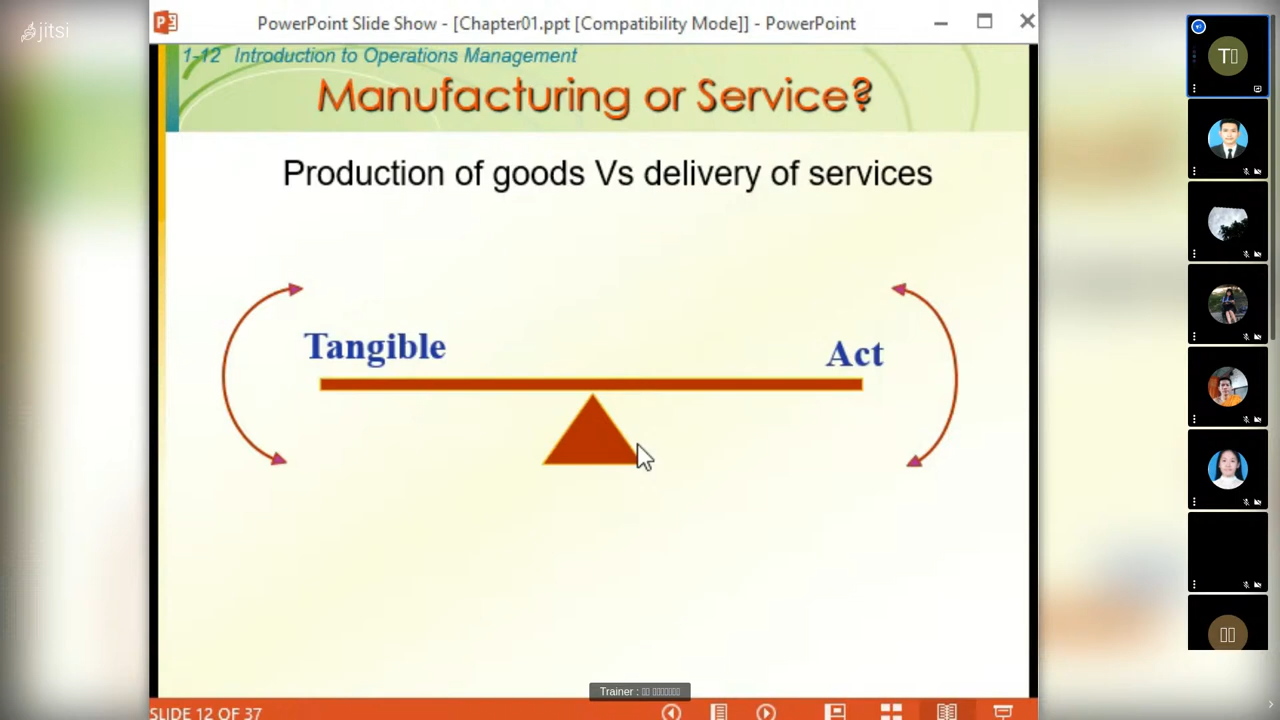 jitsi
PowerPoint Slide Show - [Chapter01.ppt [Compatibility Mode]] - PowerPoint
1-12 Introduction to Operations Management
Manufacturing or Service?
Production of goods Vs delivery of services
Tangible
Act
Trainer :
SLIDE 12 OF 37
T